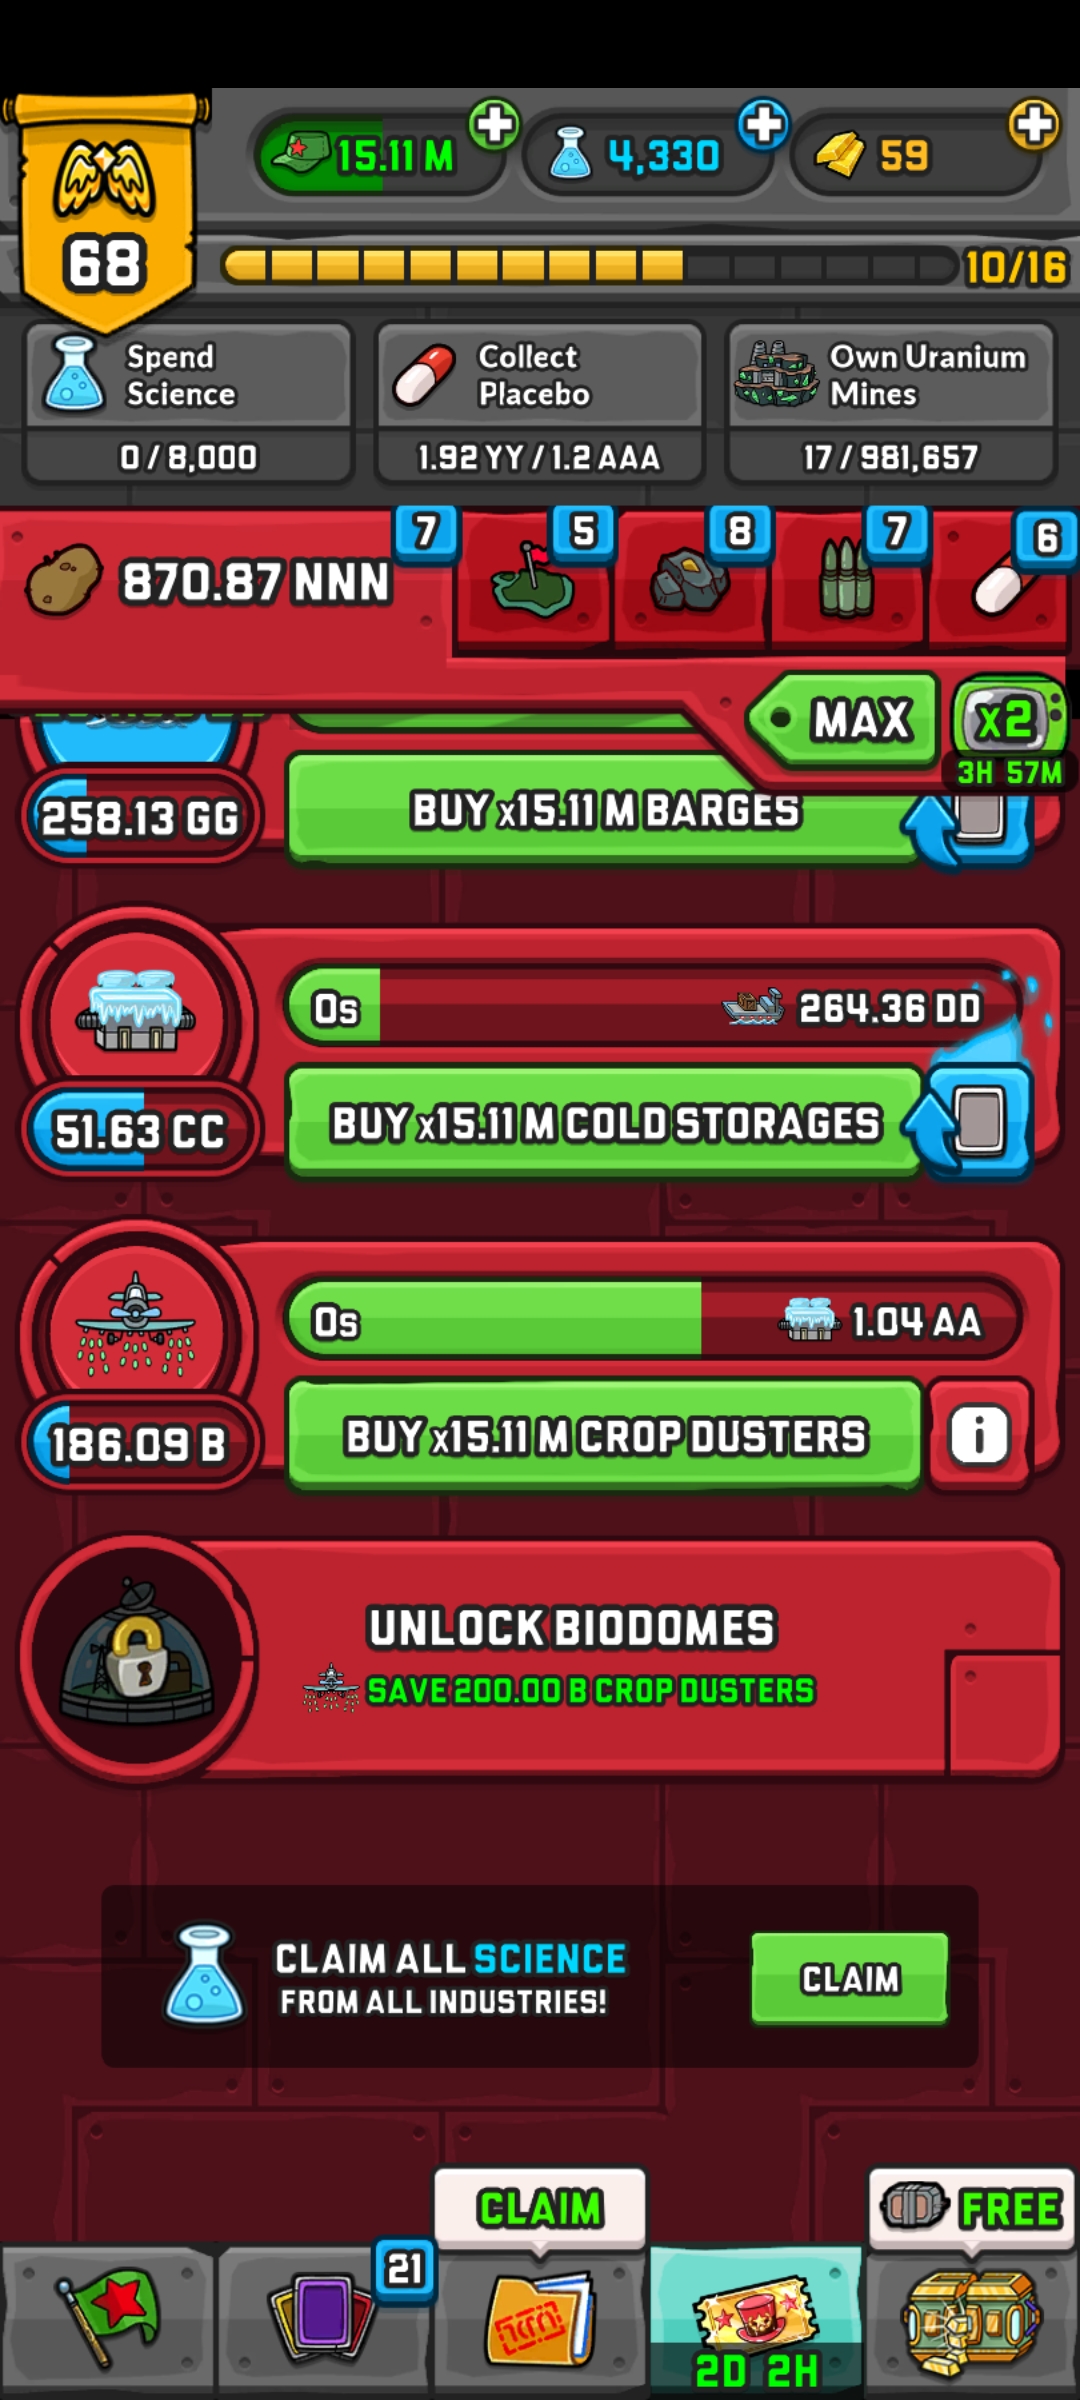 15.11 M
4,330
59
68
10/16
Spend
Science
0 / 8,000
Collect
Placebo
1.92 YY / 1.2 AAA
Own Uranium
Mines
17 / 981,657
870.87 NNN
7
5
8
7
6
MAX
x2
3H 57M
258.13 GG
BUY x15.11 M BARGES
0s
264.36 DD
51.63 CC
BUY x15.11 M COLD STORAGES
0s
1.04 AA
186.09 B
BUY x15.11 M CROP DUSTERS
i
UNLOCK BIODOMES
SAVE 200.00 B CROP DUSTERS
CLAIM ALL SCIENCE
FROM ALL INDUSTRIES!
CLAIM
CLAIM
FREE
21
2D 2H